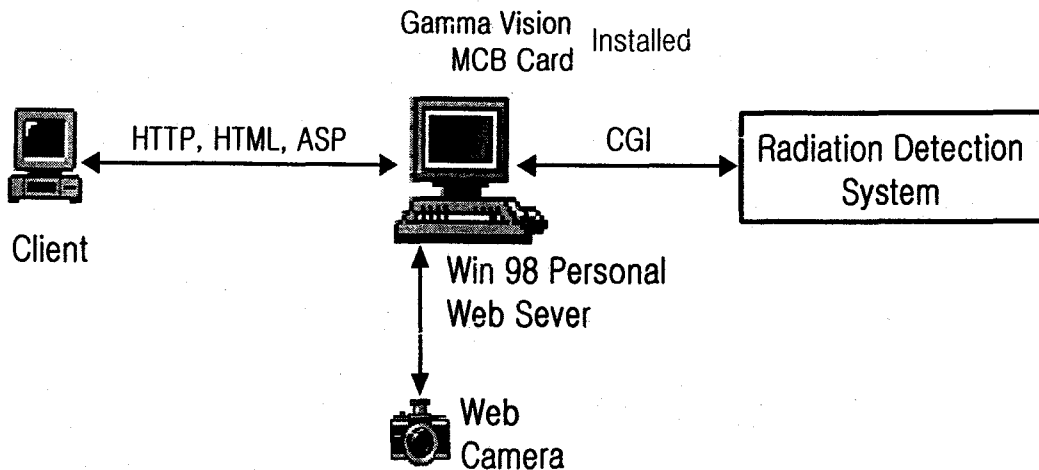 Gamma Vision
MCB Card
Installed
HTTP, HTML, ASP
CGI
Radiation Detection
System
Client
Win 98 Personal
Web Sever
Web
Camera